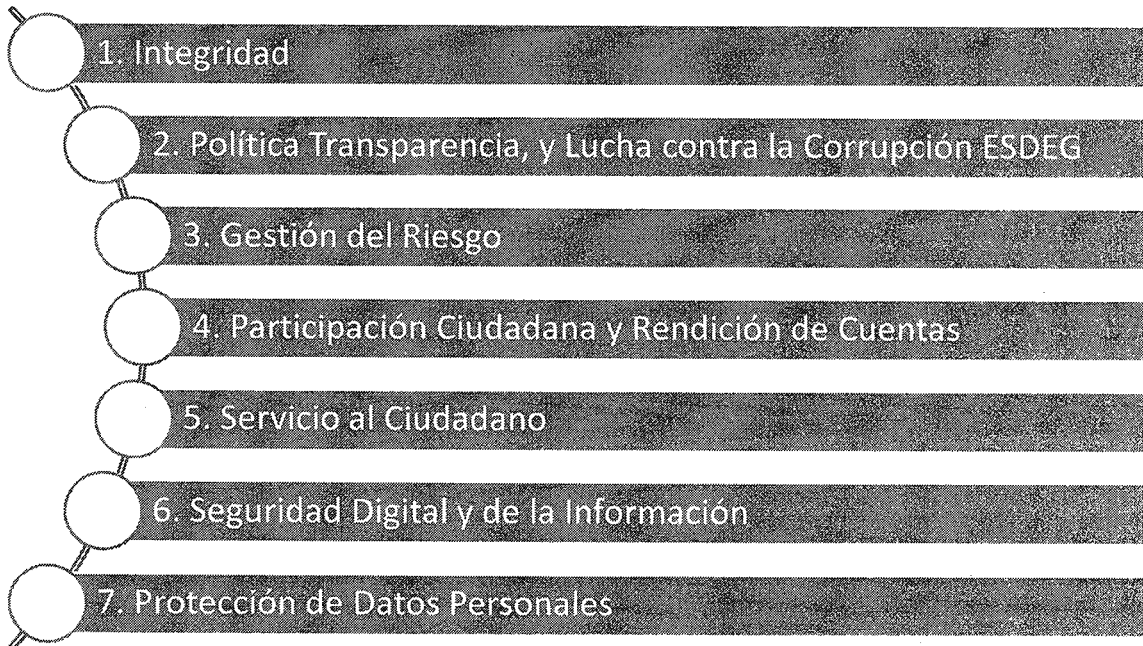 1. Integridad
2. Política Transparencia, y Lucha contra la Corrupción ESDEG
3. Gestión del Riesgo
4. Participación Ciudadana y Rendición de Cuentas
5. Servicio al Ciudadano
6. Seguridad Digital y de la Información
7. Protección de Datos Personales